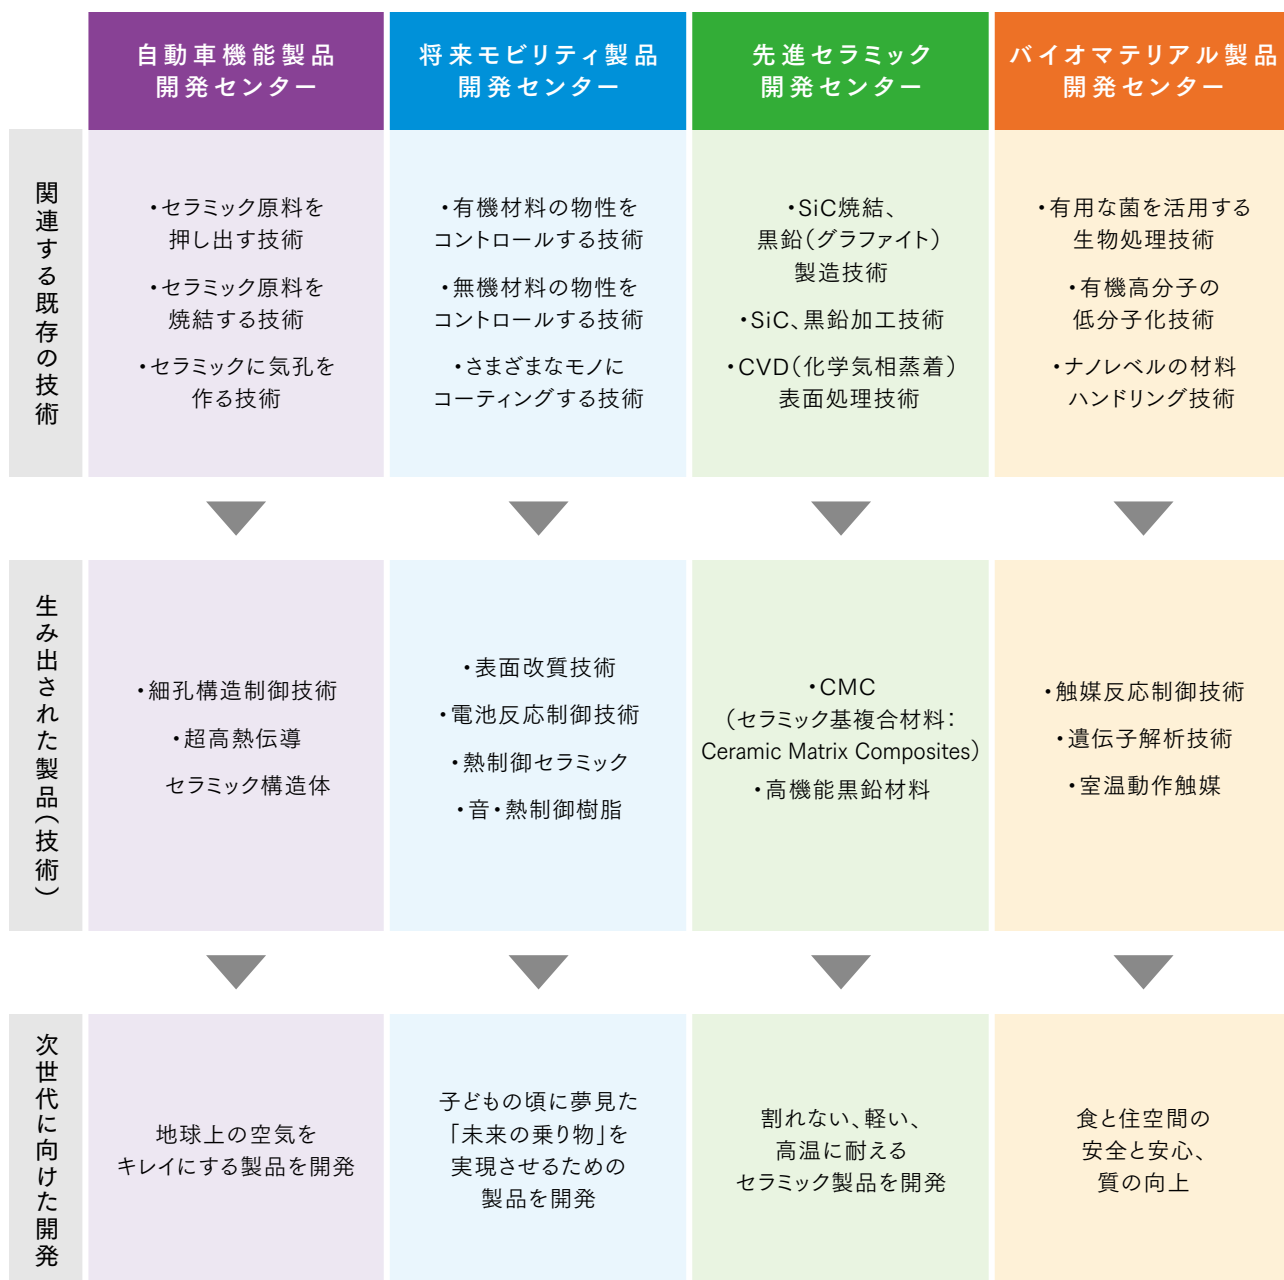 自動車機能製品
開発センター
将来モビリティ製品
開発センター
先進セラミック
開発センター
バイオマテリアル製品
開発センター
関連する既存の技術
・セラミック原料を
押し出す技術
・セラミック原料を
焼結する技術
・セラミックに気孔を
作る技術
・有機材料の物性を
コントロールする技術
・無機材料の物性を
コントロールする技術
・さまざまなモノに
コーティングする技術
・SiC焼結、
黒鉛(グラファイト)
製造技術
・SiC、黒鉛加工技術
・CVD(化学気相蒸着)
表面処理技術
・有用な菌を活用する
生物処理技術
・有機高分子の
低分子化技術
・ナノレベルの材料
ハンドリング技術
生み出された製品(技術)
・細孔構造制御技術
・超高熱伝導
セラミック構造体
・表面改質技術
・電池反応制御技術
・熱制御セラミック
・音・熱制御樹脂
・CMC
(セラミック基複合材料:
Ceramic Matrix Composites)
・高機能黒鉛材料
・触媒反応制御技術
・遺伝子解析技術
・室温動作触媒
次世代に向けた開発
地球上の空気を
キレイにする製品を開発
子どもの頃に夢見た
「未来の乗り物」を
実現させるための
製品を開発
割れない、軽い、
高温に耐える
セラミック製品を開発
食と住空間の
安全と安心、
質の向上